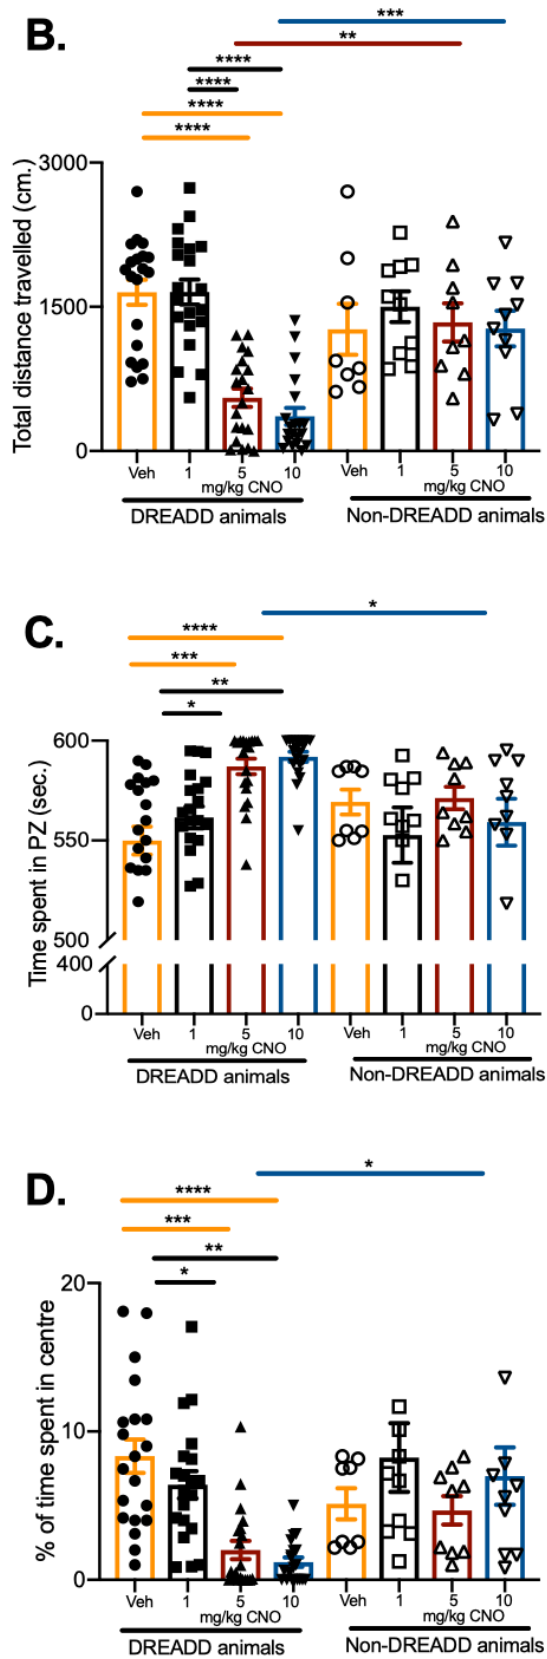 B.
***
**
****
****
****
****
Total distance travelled (cm.)
3000
1500
0
Veh 1 5 10 Veh 1 5 10
mg/kg CNO mg/kg CNO
DREADD animals Non-DREADD animals
C.
*
****
***
**
*
Time spent in PZ (sec.)
600
550
500
400
0
Veh 1 5 10 Veh 1 5 10
mg/kg CNO mg/kg CNO
DREADD animals Non-DREADD animals
D.
*
****
***
**
*
% of time spent in centre
20
10
0
Veh 1 5 10 Veh 1 5 10
mg/kg CNO mg/kg CNO
DREADD animals Non-DREADD animals